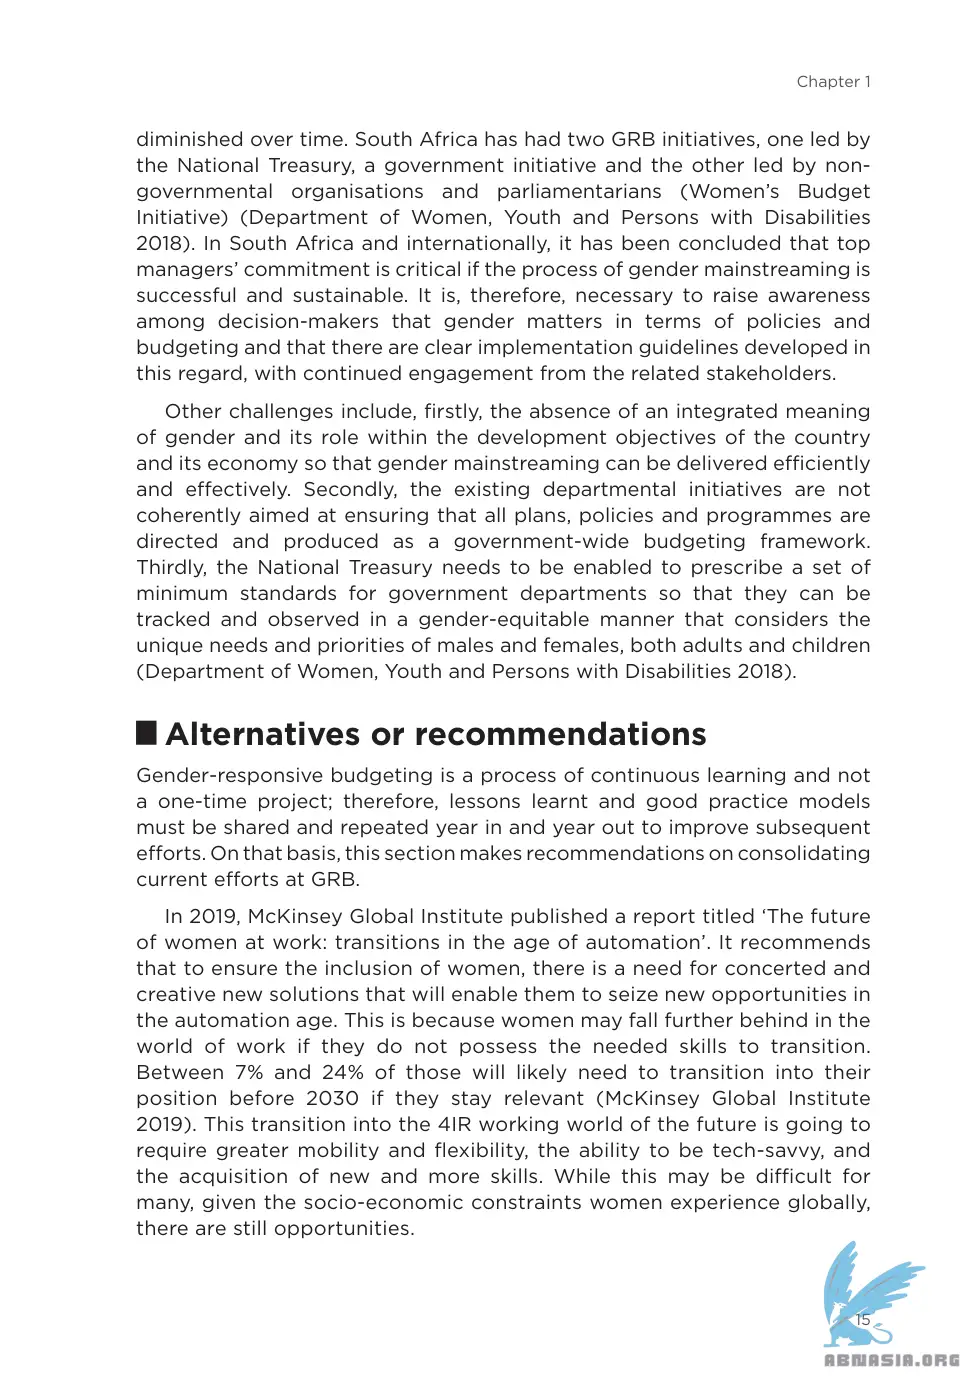 Chapter 1
diminished over time. South Africa has had two GRB initiatives, one led by
the National Treasury, a government initiative and the other led by non-
governmental organisations and parliamentarians (Women’s Budget
Initiative) (Department of Women, Youth and Persons with Disabilities
2018). In South Africa and internationally, it has been concluded that top
managers’ commitment is critical if the process of gender mainstreaming is
successful and sustainable. It is, therefore, necessary to raise awareness
among decision-makers that gender matters in terms of policies and
budgeting and that there are clear implementation guidelines developed in
this regard, with continued engagement from the related stakeholders.
Other challenges include, firstly, the absence of an integrated meaning
of gender and its role within the development objectives of the country
and its economy so that gender mainstreaming can be delivered efficiently
and effectively. Secondly, the existing departmental initiatives are not
coherently aimed at ensuring that all plans, policies and programmes are
directed and produced as a government-wide budgeting framework.
Thirdly, the National Treasury needs to be enabled to prescribe a set of
minimum standards for government departments so that they can be
tracked and observed in a gender-equitable manner that considers the
unique needs and priorities of males and females, both adults and children
(Department of Women, Youth and Persons with Disabilities 2018).
Alternatives or recommendations
Gender-responsive budgeting is a process of continuous learning and not
a one-time project; therefore, lessons learnt and good practice models
must be shared and repeated year in and year out to improve subsequent
efforts. On that basis, this section makes recommendations on consolidating
current efforts at GRB.
In 2019, McKinsey Global Institute published a report titled ‘The future
of women at work: transitions in the age of automation’. It recommends
that to ensure the inclusion of women, there is a need for concerted and
creative new solutions that will enable them to seize new opportunities in
the automation age. This is because women may fall further behind in the
world of work if they do not possess the needed skills to transition.
Between 7% and 24% of those will likely need to transition into their
position before 2030 if they stay relevant (McKinsey Global Institute
2019). This transition into the 4IR working world of the future is going to
require greater mobility and flexibility, the ability to be tech-savvy, and
the acquisition of new and more skills. While this may be difficult for
many, given the socio-economic constraints women experience globally,
there are still opportunities.
15
ABNASIA.ORG